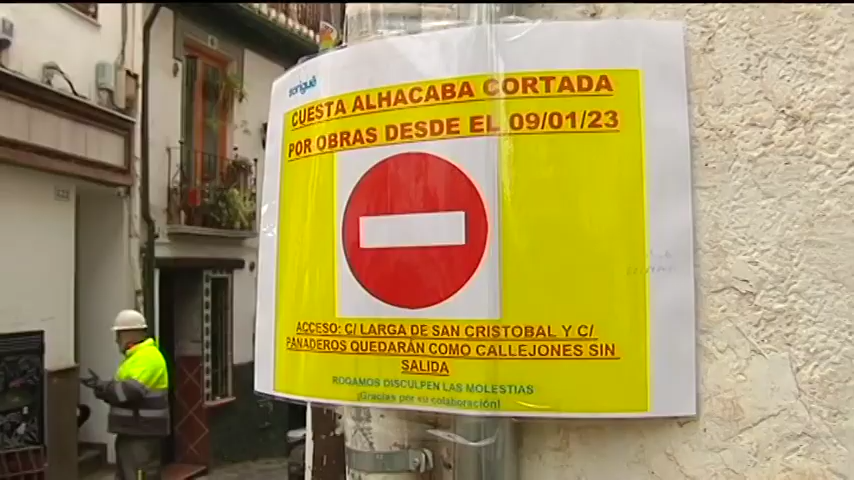 sorigué
CUESTA ALHACABA CORTADA
POR OBRAS DESDE EL 09/01/23
ACCESO: C/ LARGA DE SAN CRISTOBAL Y C/
PANADEROS QUEDARÁN COMO CALLEJONES SIN
SALIDA
ROGAMOS DISCULPEN LAS MOLESTIAS
¡Gracias por su colaboración!